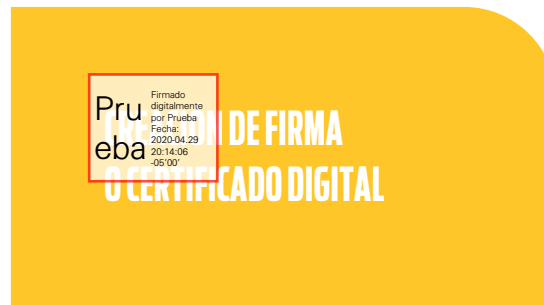 Pru
eba
Firmado
digitalmente
por Prueba
Fecha:
2020-04.29
20:14:06
-05'00'
CREACIÓN DE FIRMA
O CERTIFICADO DIGITAL